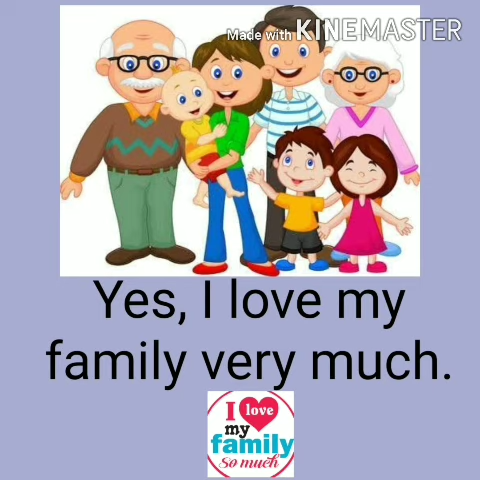 Made with KINEMASTER
Yes, I love my
family very much.
I love
my
family
so much